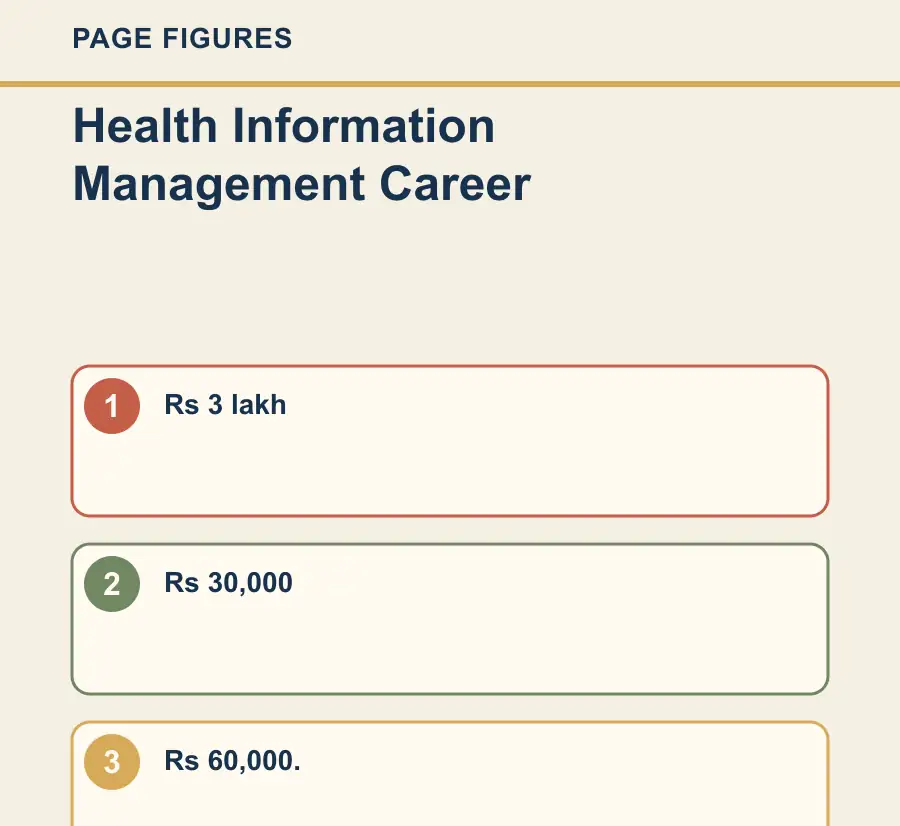 PAGE FIGURES
Health Information
Management Career
1 Rs 3 lakh
2 Rs 30,000
3 Rs 60,000.